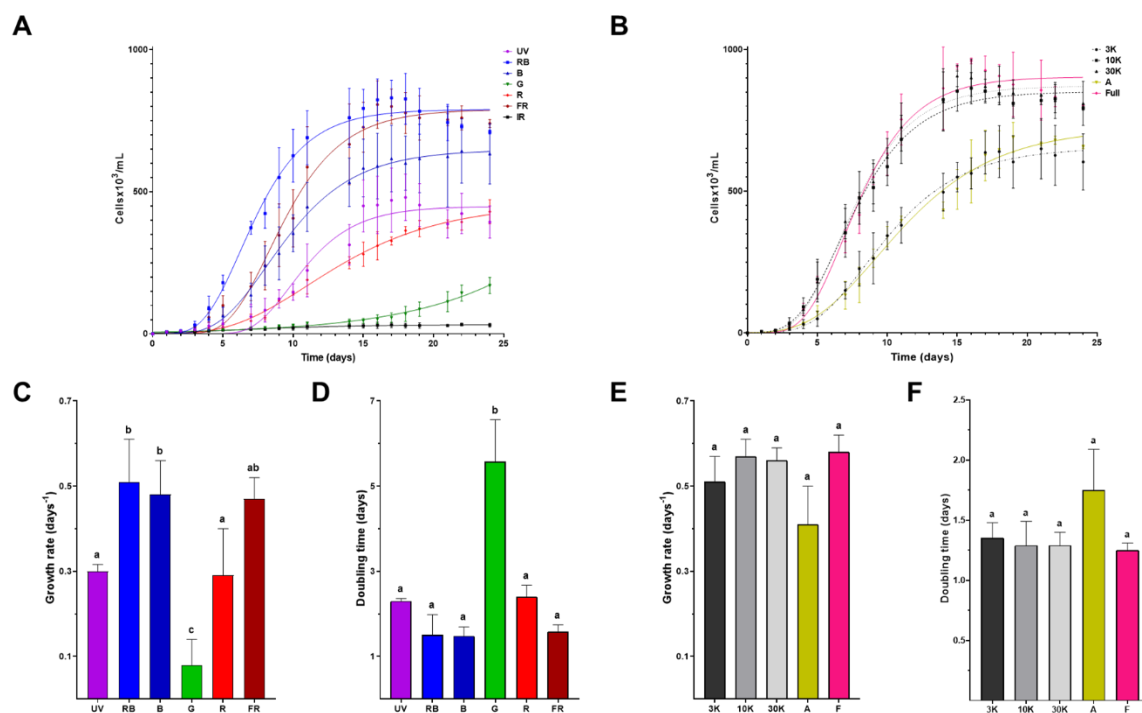 A
1000
500
0
Cellsx10³/mL
0 5 10 15 20 25
Time (days)
UV
RB
B
G
R
FR
IR
B
1000
500
0
Cellsx10³/mL
0 5 10 15 20 25
Time (days)
3K
10K
30K
A
Full
C
0.7
0.5
0.3
0.1
Growth rate (days⁻¹)
a b b c a ab
UV RB B G R FR
D
7
5
3
1
Doubling time (days)
a a a b a a
UV RB B G R FR
E
0.7
0.5
0.3
0.1
Growth rate (days⁻¹)
a a a a a
3K 10K 30K A F
F
2.5
2.0
1.5
1.0
0.5
Doubling time (days)
a a a a a
3K 10K 30K A F